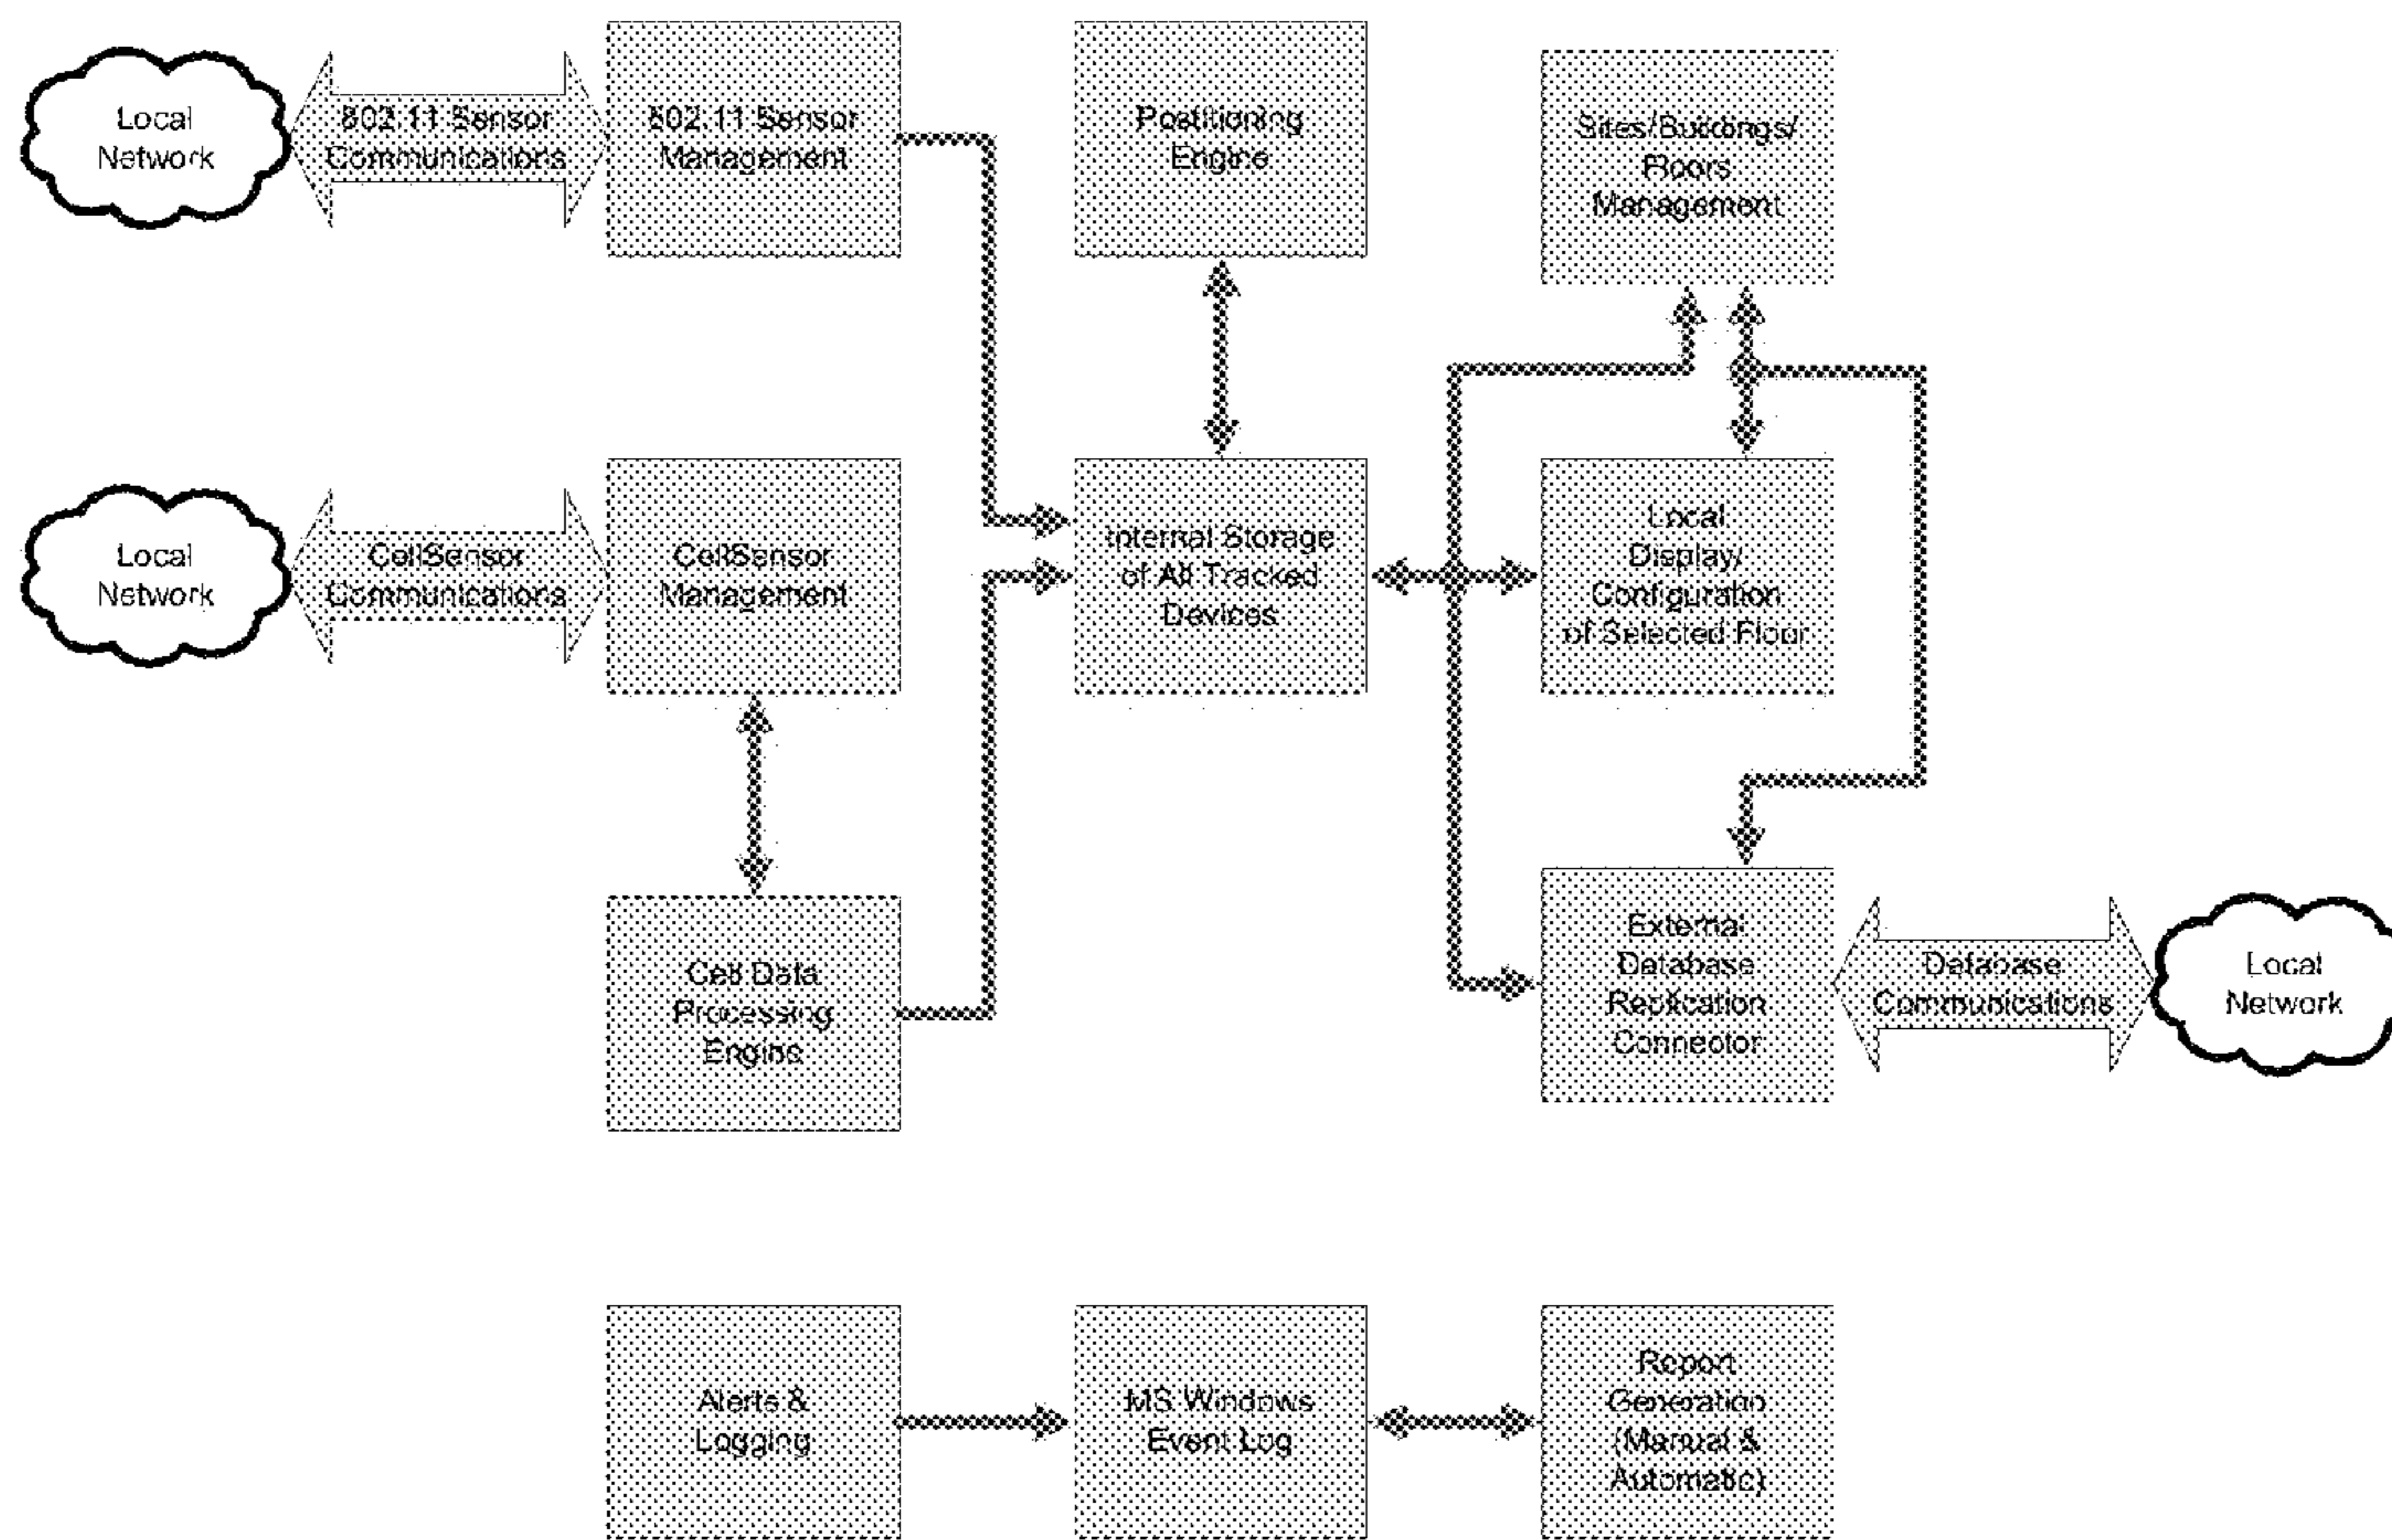 Local
Network
802.11 Sensor
Communications
802.11 Sensor
Management
Postitioning
Engine
Sites/Buildings/
Floors
Management
Local
Network
CellSensor
Communications
CellSensor
Management
Internal Storage
of All Tracked
Devices
Local
Display/
Configuration
of Selected Floor
Cell Data
Processing
Engine
External
Database
Replication
Connector
Database
Communications
Local
Network
Alerts &
Logging
MS Windows
Event Log
Report
Generation
(Manual &
Automatic)